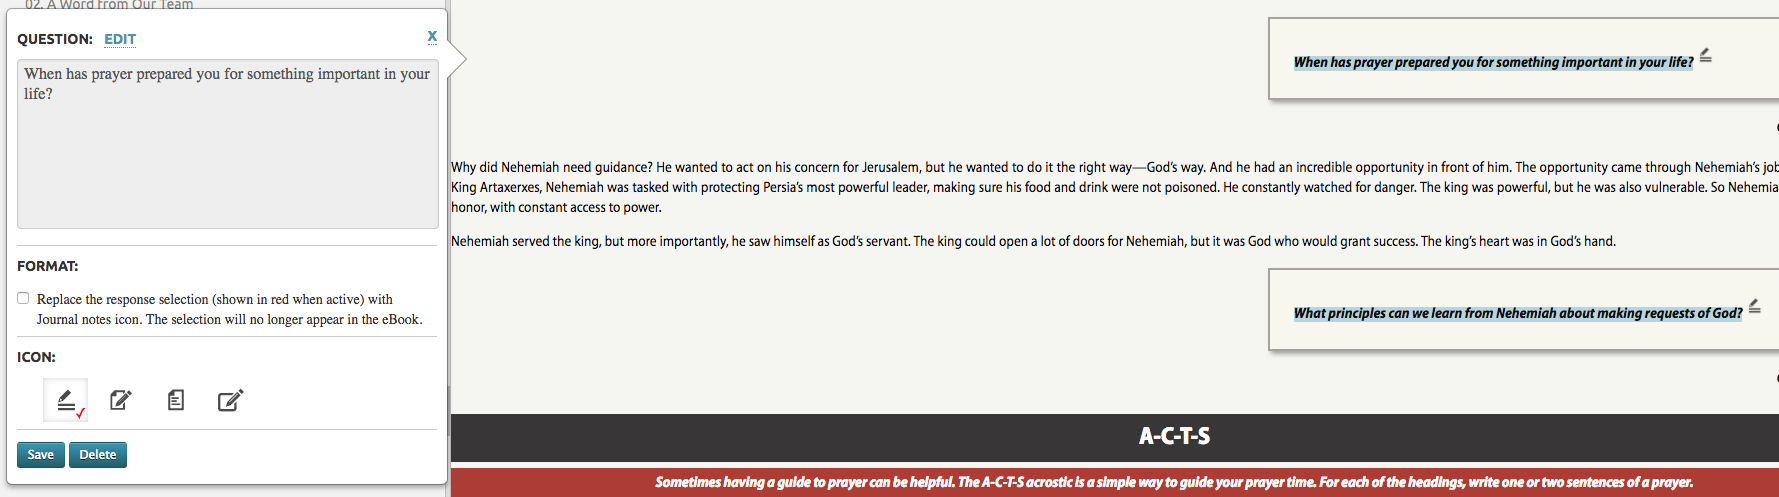 02. A Word From Our Team
QUESTION: EDIT X
When has prayer prepared you for something important in your
life?
FORMAT:
Replace the response selection (shown in red when active) with
Journal notes icon. The selection will no longer appear in the eBook.
ICON:
Save Delete
When has prayer prepared you for something important in your life?
Why did Nehemiah need guidance? He wanted to act on his concern for Jerusalem, but he wanted to do it the right way—God's way. And he had an incredible opportunity in front of him. The opportunity came through Nehemiah's job
King Artaxerxes, Nehemiah was tasked with protecting Persia's most powerful leader, making sure his food and drink were not poisoned. He constantly watched for danger. The king was powerful, but he was also vulnerable. So Nehemia
honor, with constant access to power.
Nehemiah served the king, but more importantly, he saw himself as God's servant. The king could open a lot of doors for Nehemiah, but it was God who would grant success. The king's heart was in God's hand.
What principles can we learn from Nehemiah about making requests of God?
A-C-T-S
Sometimes having a guide to prayer can be helpful. The A-C-T-S acrostic is a simple way to guide your prayer time. For each of the headings, write one or two sentences of a prayer.